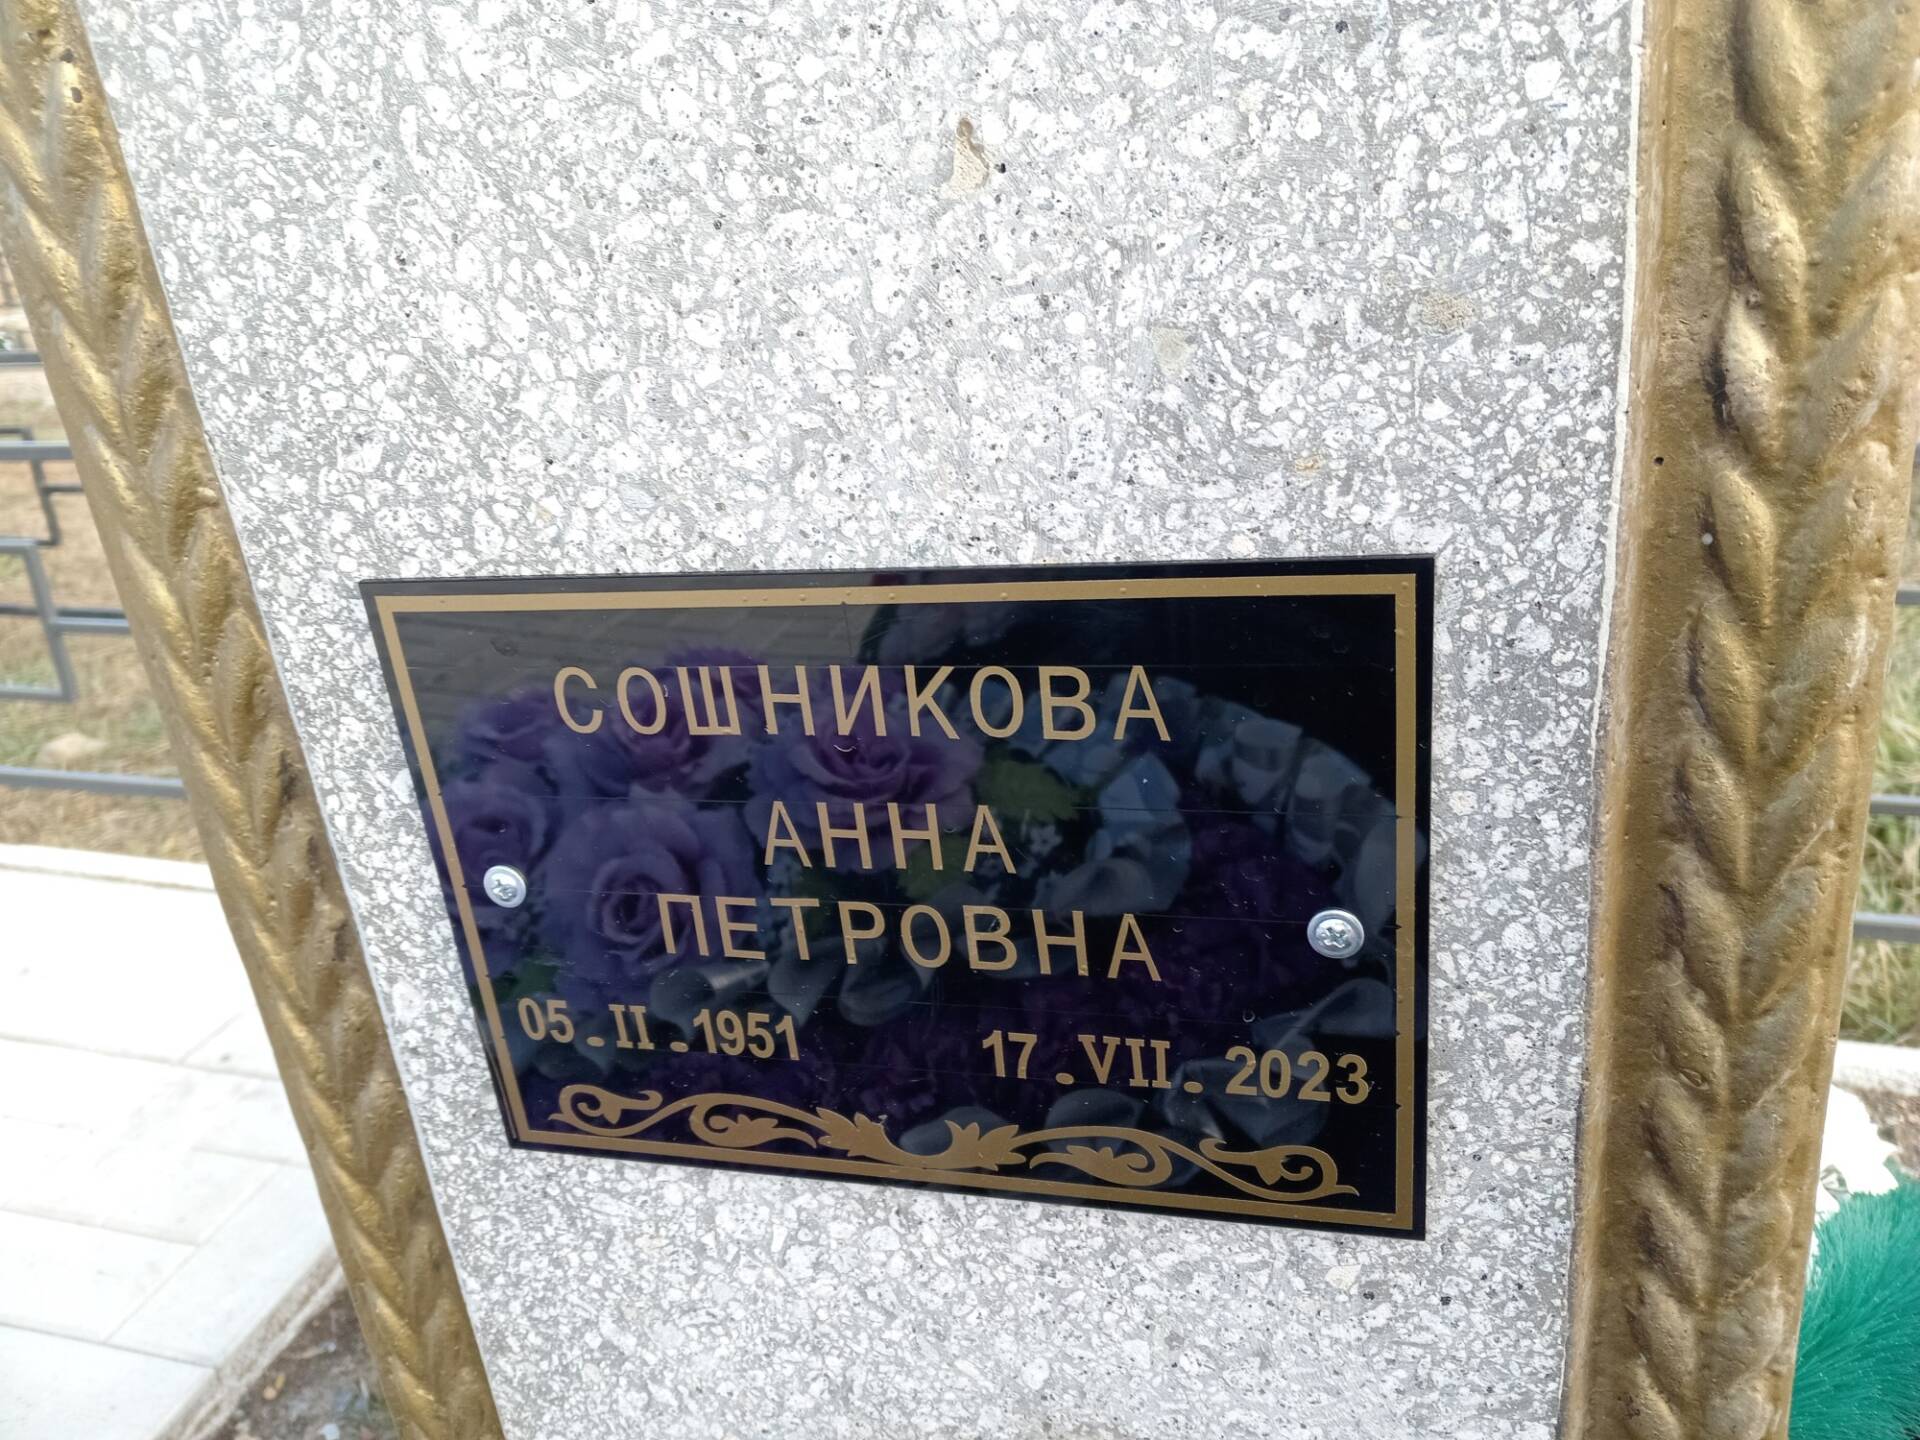 СОШНИКОВА
АННА
ПЕТРОВНА
05.II.1951 17.VII.2023